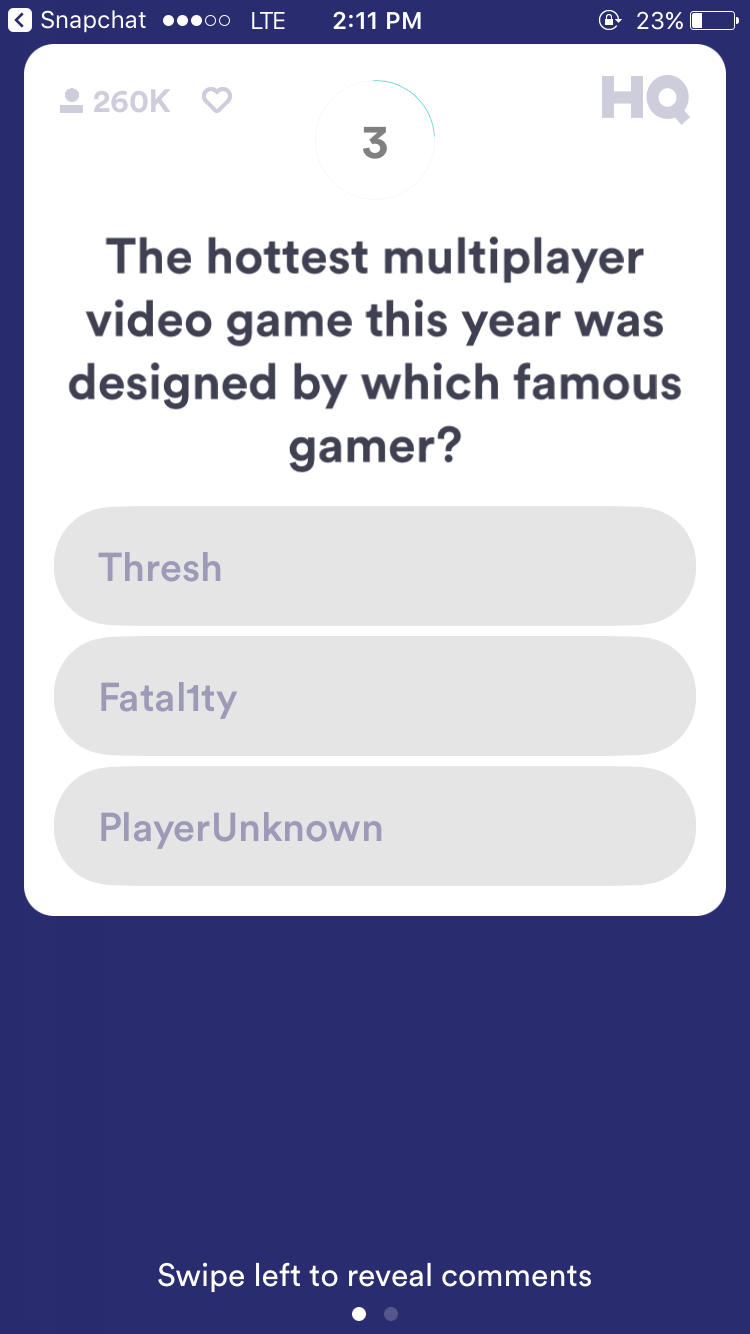 Snapchat LTE 2:11 PM 23%
260K HQ
3
The hottest multiplayer
video game this year was
designed by which famous
gamer?
Thresh
Fatal1ty
PlayerUnknown
Swipe left to reveal comments